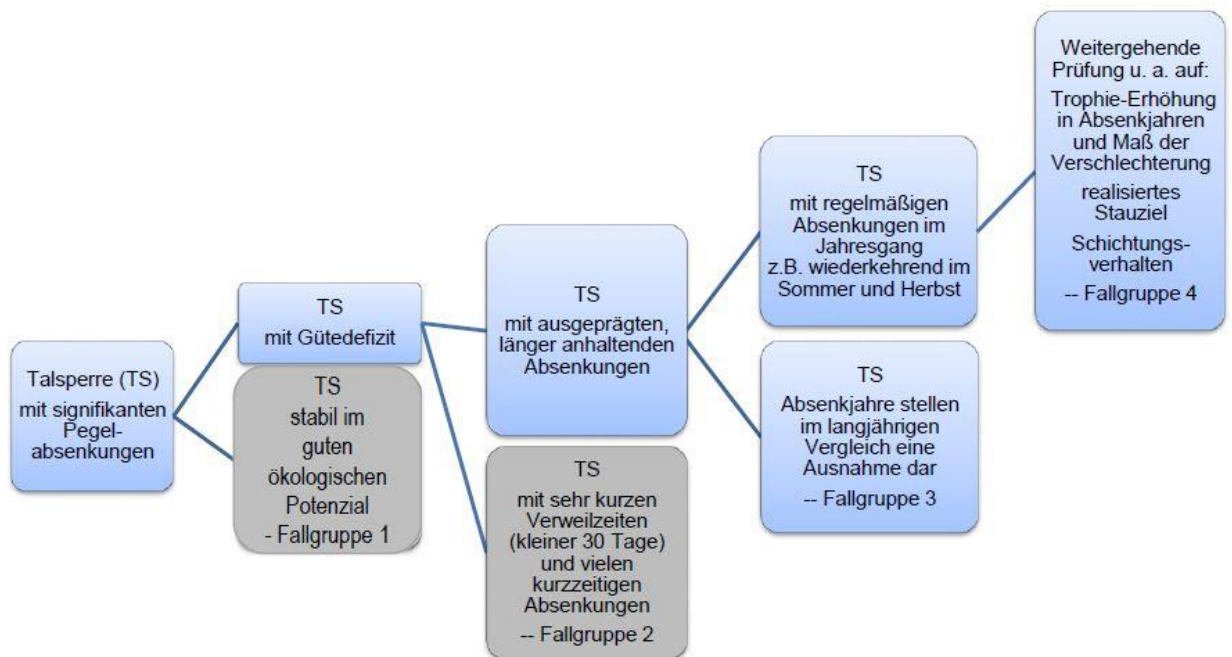 Talsperre (TS)
mit signifikanten
Pegel-
absenkungen
TS
mit Gütedefizit
TS
stabil im
guten
ökologischen
Potenzial
- Fallgruppe 1
TS
mit ausgeprägten,
länger anhaltenden
Absenkungen
TS
mit sehr kurzen
Verweilzeiten
(kleiner 30 Tage)
und vielen
kurzzeitigen
Absenkungen
-- Fallgruppe 2
TS
mit regelmäßigen
Absenkungen im
Jahresgang
z.B. wiederkehrend im
Sommer und Herbst
TS
Absenkjahre stellen
im langjährigen
Vergleich eine
Ausnahme dar
-- Fallgruppe 3
Weitergehende
Prüfung u. a. auf:
Trophie-Erhöhung
in Absenkjahren
und Maß der
Verschlechterung
realisiertes
Stauziel
Schichtungs-
verhalten
-- Fallgruppe 4